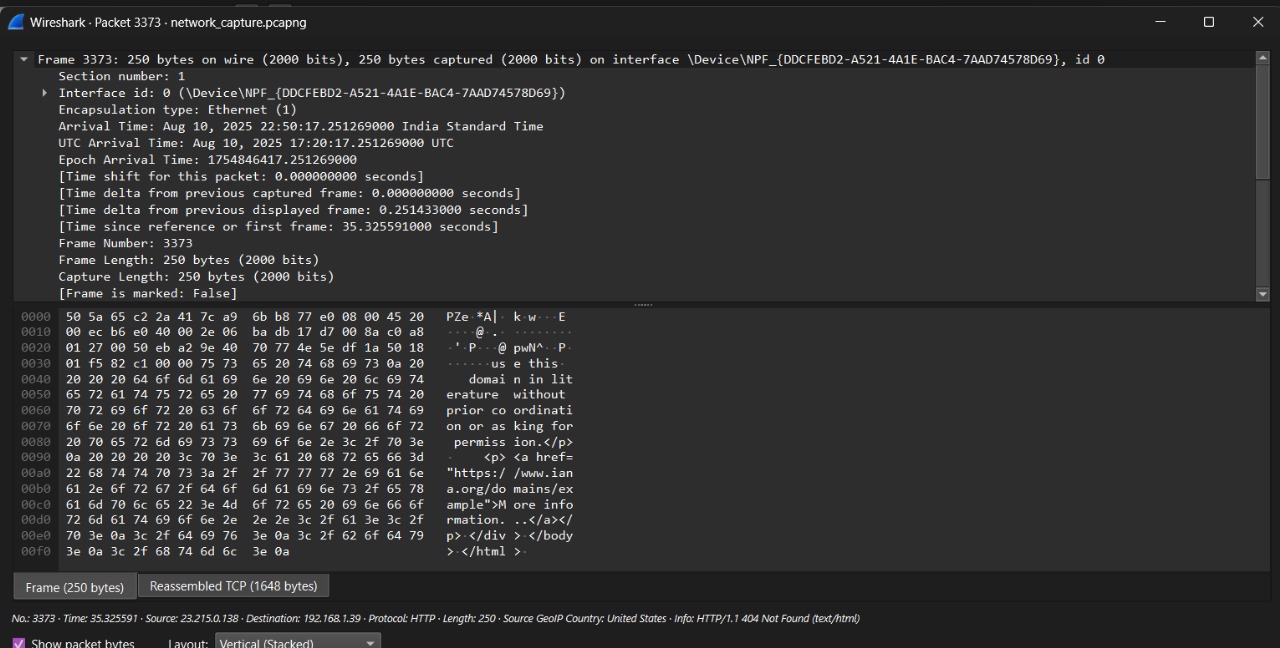 Wireshark · Packet 3373 · network_capture.pcapng
Frame 3373: 250 bytes on wire (2000 bits), 250 bytes captured (2000 bits) on interface \Device\NPF_{DDCFEBD2-A521-4A1E-BAC4-7AAD74578D69}, id 0
Section number: 1
Interface id: 0 (\Device\NPF_{DDCFEBD2-A521-4A1E-BAC4-7AAD74578D69})
Encapsulation type: Ethernet (1)
Arrival Time: Aug 10, 2025 22:50:17.251269000 India Standard Time
UTC Arrival Time: Aug 10, 2025 17:20:17.251269000 UTC
Epoch Arrival Time: 1754846417.251269000
[Time shift for this packet: 0.000000000 seconds]
[Time delta from previous captured frame: 0.000000000 seconds]
[Time delta from previous displayed frame: 0.251433000 seconds]
[Time since reference or first frame: 35.325591000 seconds]
Frame Number: 3373
Frame Length: 250 bytes (2000 bits)
Capture Length: 250 bytes (2000 bits)
[Frame is marked: False]
0000 50 5a 65 c2 2a 41 7c a9 6b b8 77 e0 08 00 45 20 PZe·*A|· k·w···E
0010 00 ec b6 e0 40 00 2e 06 ba db 17 d7 00 8a c0 a8 ····@·.· ········
0020 01 27 00 50 eb a2 9e 40 70 77 4e 5e df 1a 50 18 ·'·P···@ pwN^··P·
0030 01 f5 82 c1 00 00 75 73 65 20 74 68 69 73 0a 20 ······us e this·
0040 20 20 20 64 6f 6d 61 69 6e 20 69 6e 20 6c 69 74 domai n in lit
0050 65 72 61 74 75 72 65 20 77 69 74 68 6f 75 74 20 erature without
0060 70 72 69 6f 72 20 63 6f 6f 72 64 69 6e 61 74 69 prior co ordinati
0070 6f 6e 20 6f 72 20 61 73 6b 69 6e 67 20 66 6f 72 on or as king for
0080 20 70 65 72 6d 69 73 73 69 6f 6e 2e 3c 2f 70 3e permiss ion.</p>
0090 0a 20 20 20 20 3c 70 3e 3c 61 20 68 72 65 66 3d · <p> <a href=
00a0 22 68 74 74 70 73 3a 2f 2f 77 77 77 2e 69 61 6e "https:/ /www.ian
00b0 61 2e 6f 72 67 2f 64 6f 6d 61 69 6e 73 2f 65 78 a.org/do mains/ex
00c0 61 6d 70 6c 65 22 3e 4d 6f 72 65 20 69 6e 66 6f ample">M ore info
00d0 72 6d 61 74 69 6f 6e 2e 2e 2e 3c 2f 61 3e 3c 2f rmation. ..</a></
00e0 70 3e 0a 3c 2f 64 69 76 3e 0a 3c 2f 62 6f 64 79 p>·</div >·</body
00f0 3e 0a 3c 2f 68 74 6d 6c 3e 0a >·</html >·
Frame (250 bytes) Reassembled TCP (1648 bytes)
No.: 3373 · Time: 35.325591 · Source: 23.215.0.138 · Destination: 192.168.1.39 · Protocol: HTTP · Length: 250 · Source GeoIP Country: United States · Info: HTTP/1.1 404 Not Found (text/html)
Show packet bytes Layout: Vertical (Stacked)